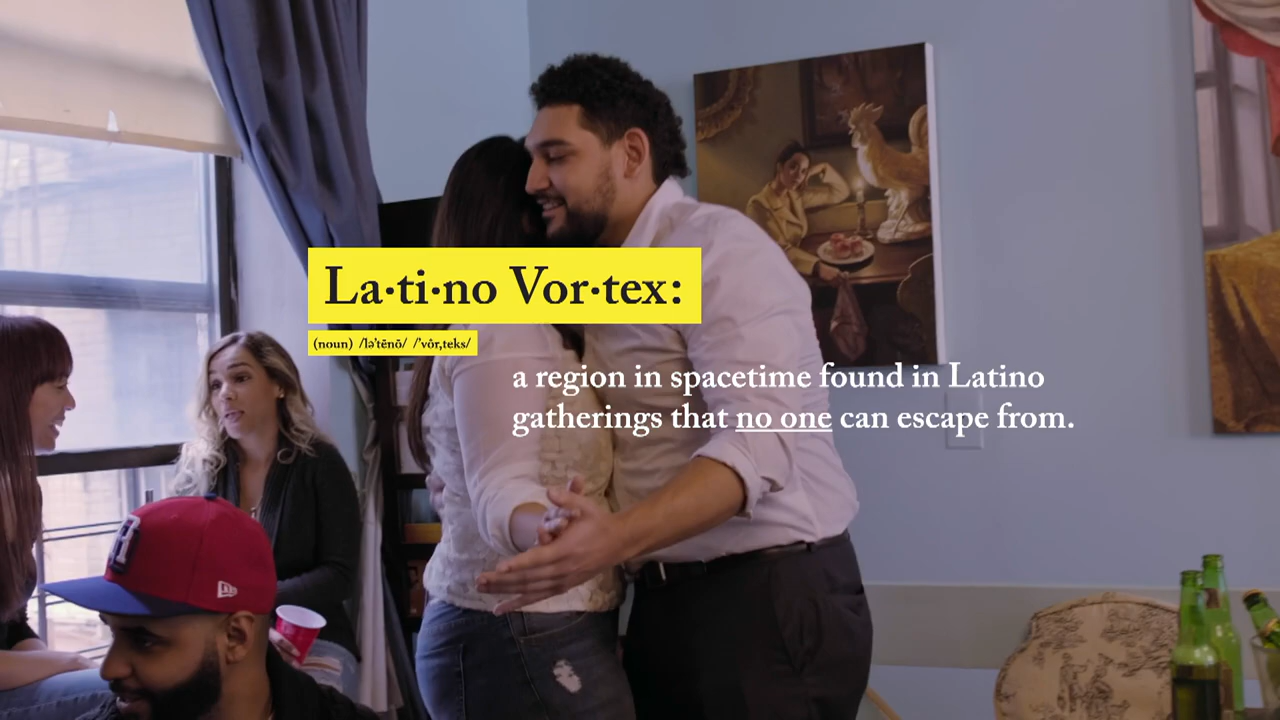 La·ti·no Vor·tex:
(noun) /ləˈtēnō/ /ˈvôrˌteks/
a region in spacetime found in Latino
gatherings that no one can escape from.